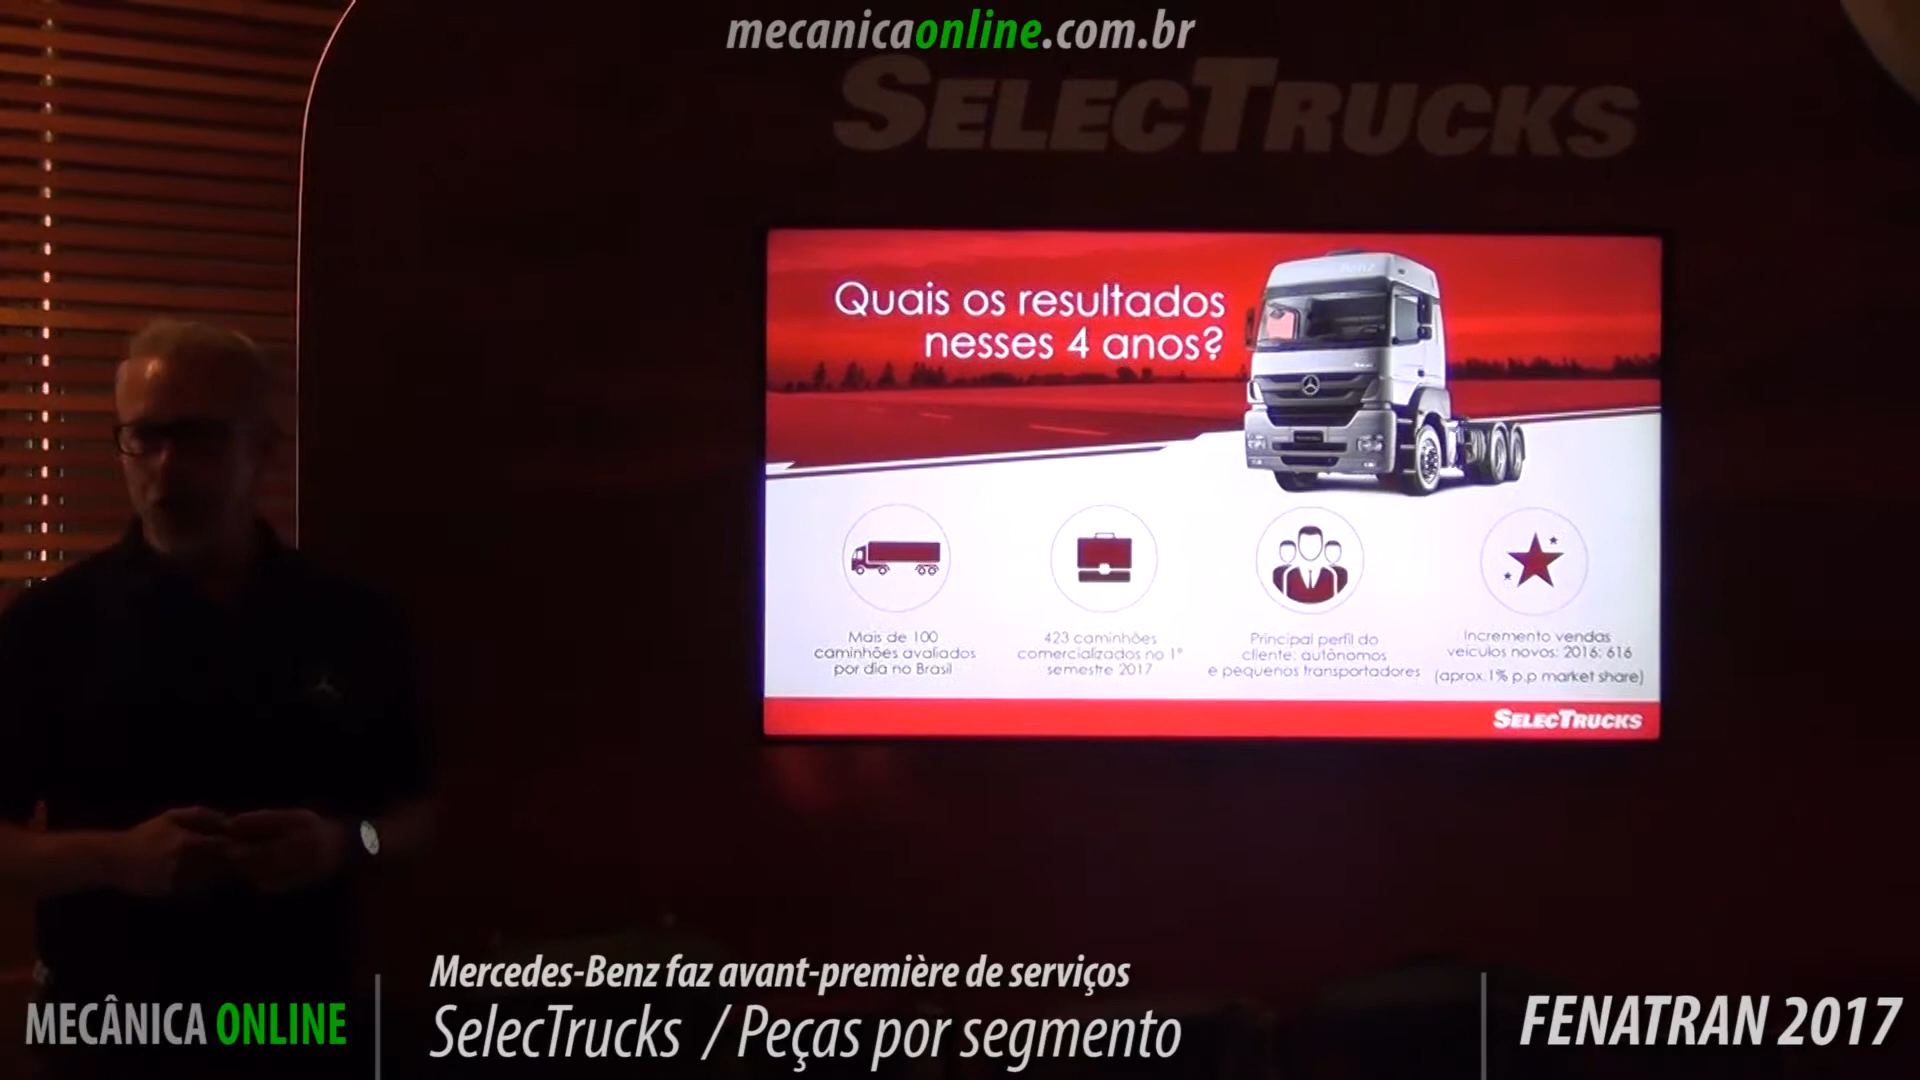 mecanicaonline.com.br
SELECTRUCKS
Quais os resultados
nesses 4 anos?
Mais de 100
caminhões avaliados
por dia no Brasil
423 caminhões
comercializados no 1º
semestre 2017
Principal perfil do
cliente: autônomos
e pequenos transportadores
Incremento vendas
veículos novos: 2016: 616
(aprox.1% p.p market share)
SELECTRUCKS
MECÂNICA ONLINE
Mercedes-Benz faz avant-première de serviços
SelecTrucks / Peças por segmento
FENATRAN 2017